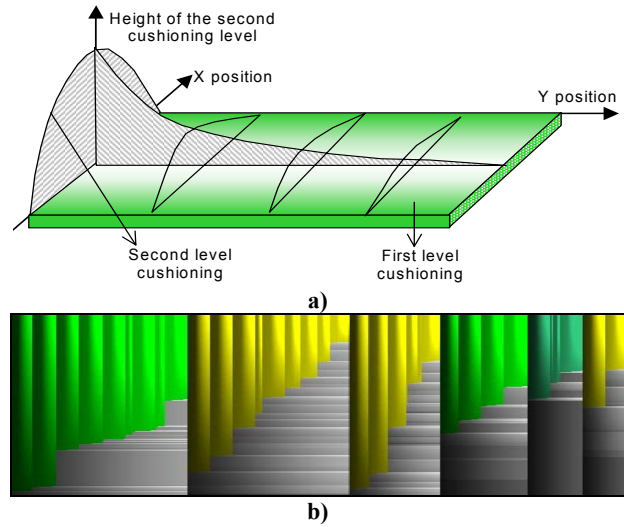 Height of the second
cushioning level
X position
Y position
Second level
cushioning
First level
cushioning
a)
b)